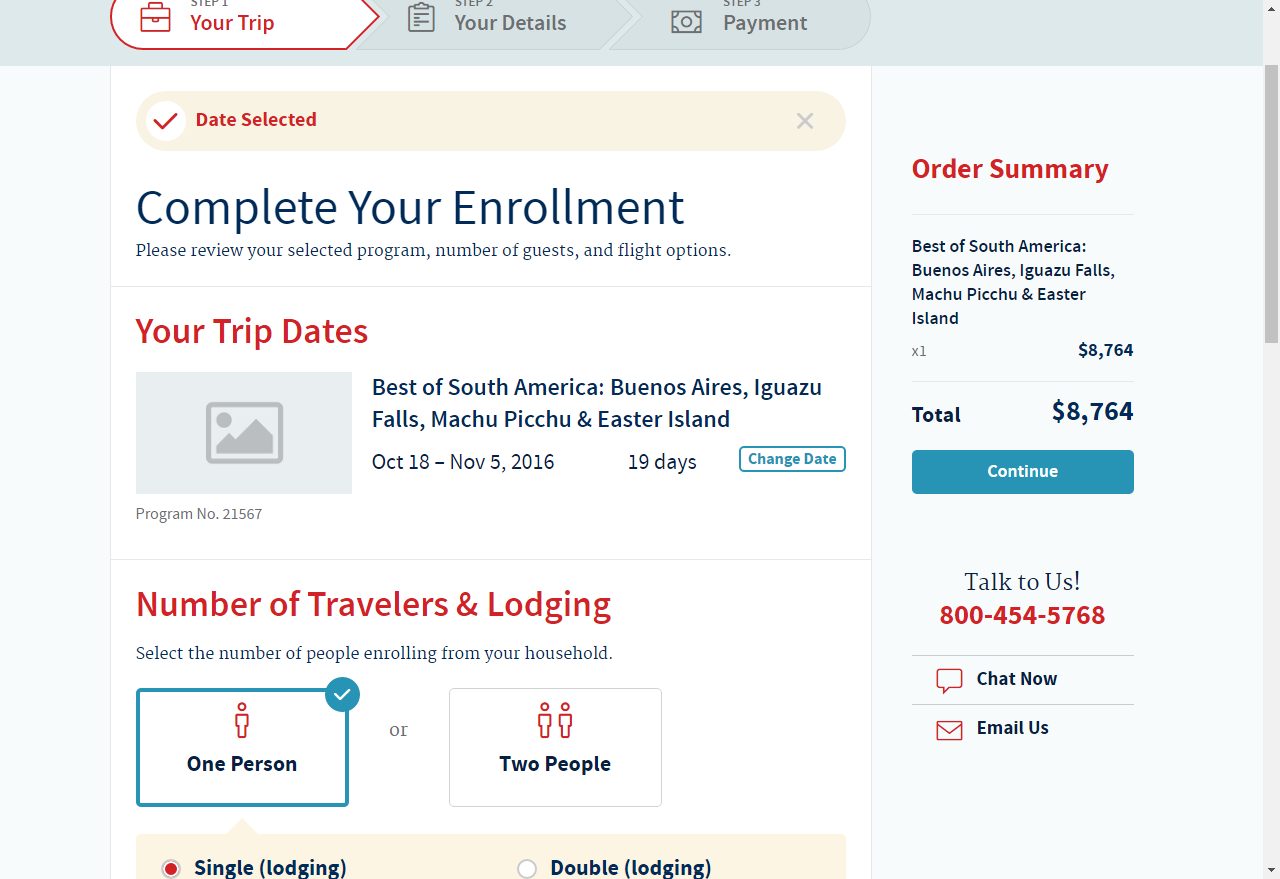 STEP 1
Your Trip
STEP 2
Your Details
STEP 3
Payment
Date Selected
Complete Your Enrollment
Please review your selected program, number of guests, and flight options.
Your Trip Dates
Best of South America: Buenos Aires, Iguazu
Falls, Machu Picchu & Easter Island
Oct 18 – Nov 5, 2016
19 days
Change Date
Program No. 21567
Number of Travelers & Lodging
Select the number of people enrolling from your household.
One Person
or
Two People
Single (lodging)
Double (lodging)
Order Summary
Best of South America:
Buenos Aires, Iguazu Falls,
Machu Picchu & Easter
Island
x1 $8,764
Total $8,764
Continue
Talk to Us!
800-454-5768
Chat Now
Email Us